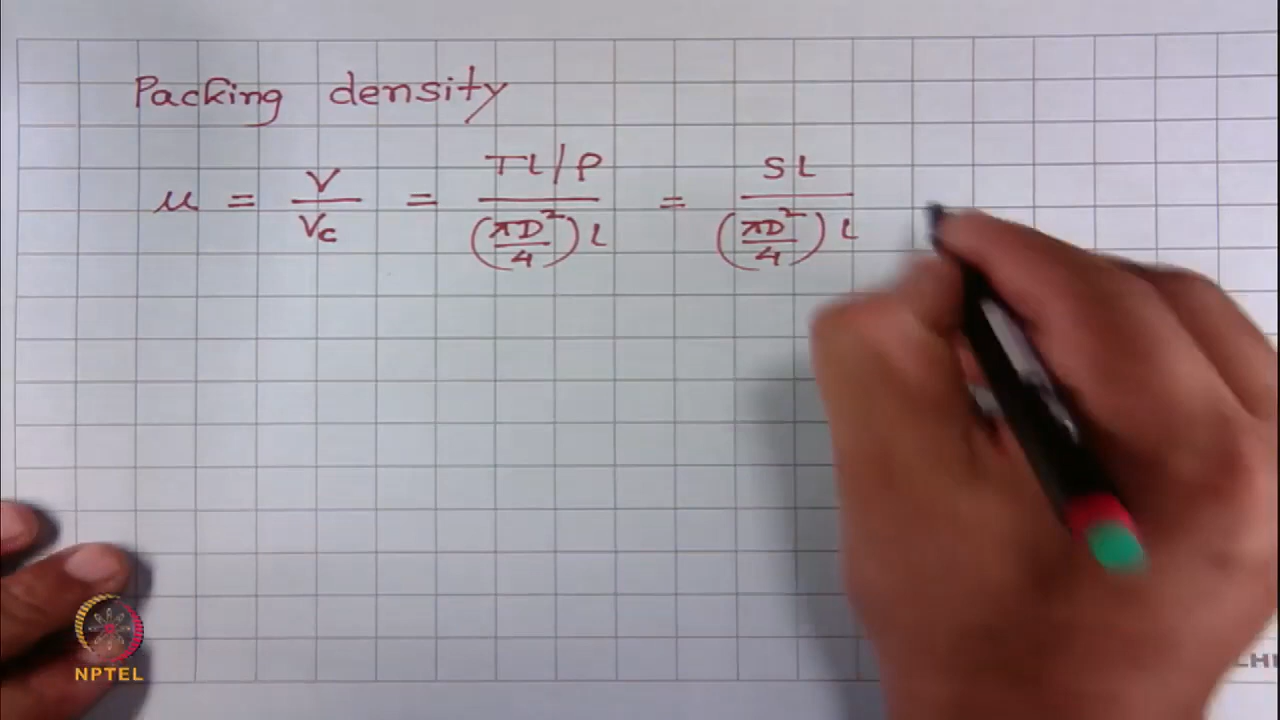 Packing density
μ = V/Vc = (TL/ρ)/((πD²/4) L) = SL/((πD²/4) L)
NPTEL